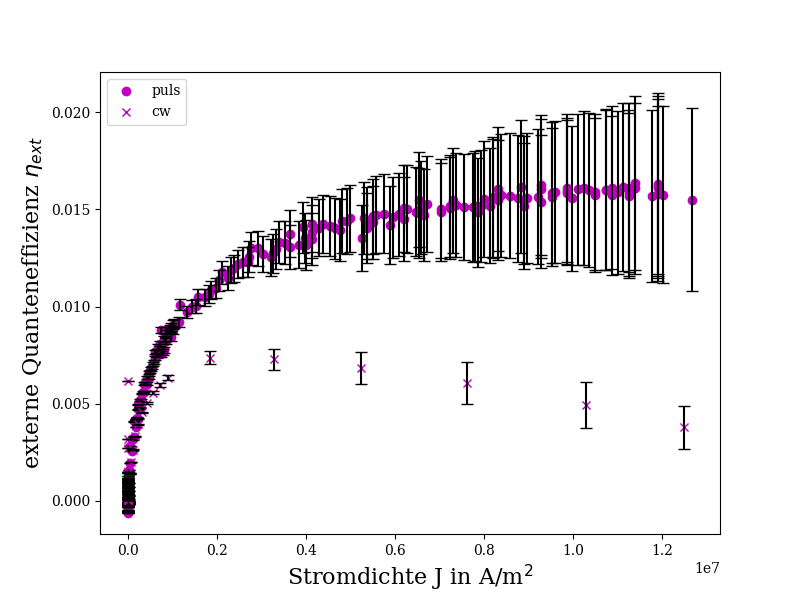 puls
cw
0.020
0.015
0.010
0.005
0.000
externe Quanteneffizienz η_ext
0.0 0.2 0.4 0.6 0.8 1.0 1.2
1e7
Stromdichte J in A/m²